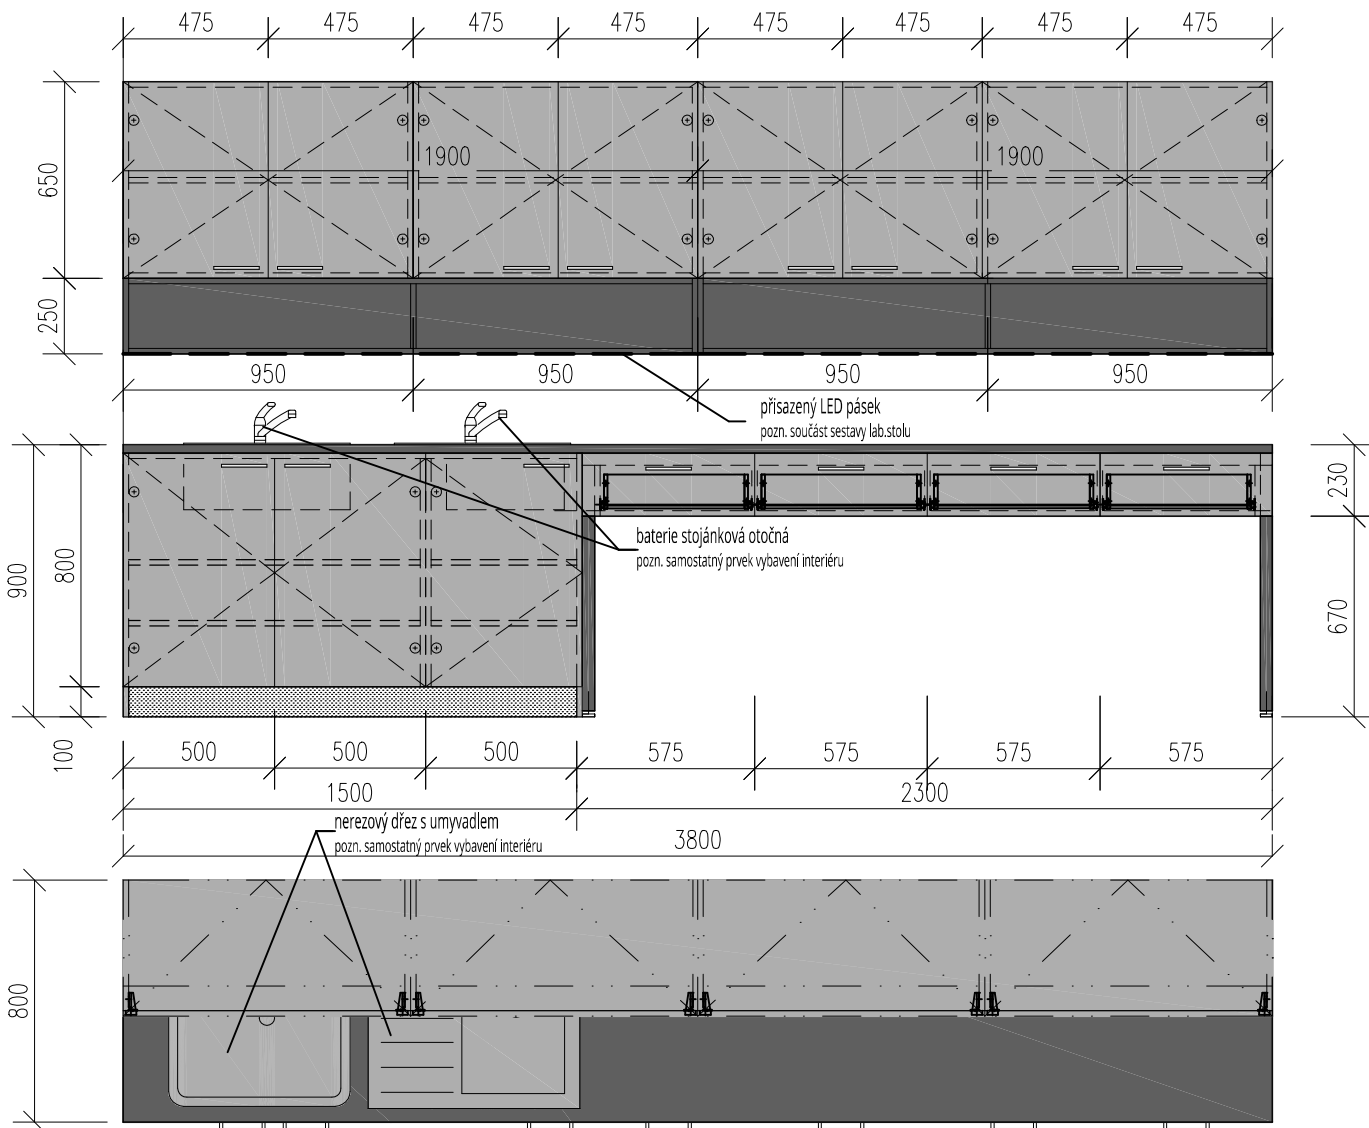 475 475 475 475 475 475 475 475
650
1900 1900
250
950 950 950 950
přisazený LED pásek
pozn. součást sestavy lab.stolu
900
800
230
baterie stojánková otočná
pozn. samostatný prvek vybavení interiéru
670
100
500 500 500 575 575 575 575
1500 2300
nerezový dřez s umyvadlem
pozn. samostatný prvek vybavení interiéru
3800
800